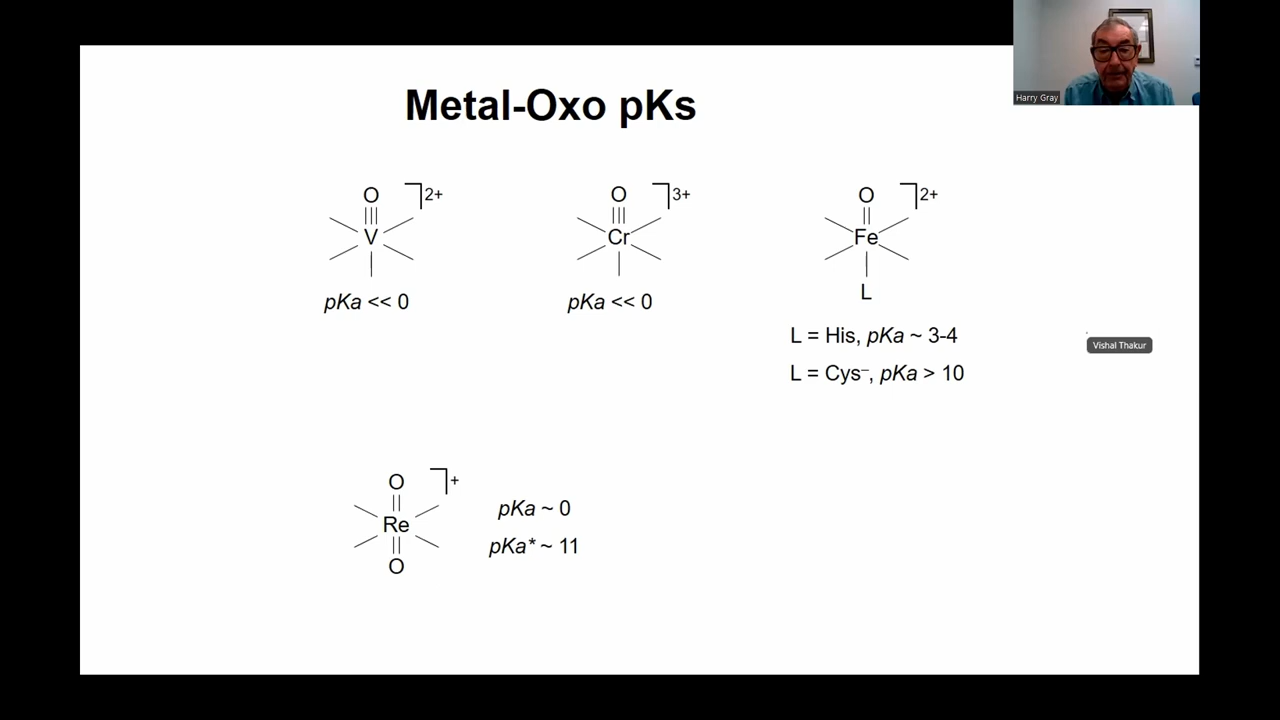 Metal-Oxo pKs
Harry Gray
O
2+
V
pKa << 0
O
3+
Cr
pKa << 0
O
2+
Fe
L
L = His, pKa ~ 3-4
L = Cys⁻, pKa > 10
Vishal Thakur
O
+
Re
O
pKa ~ 0
pKa* ~ 11